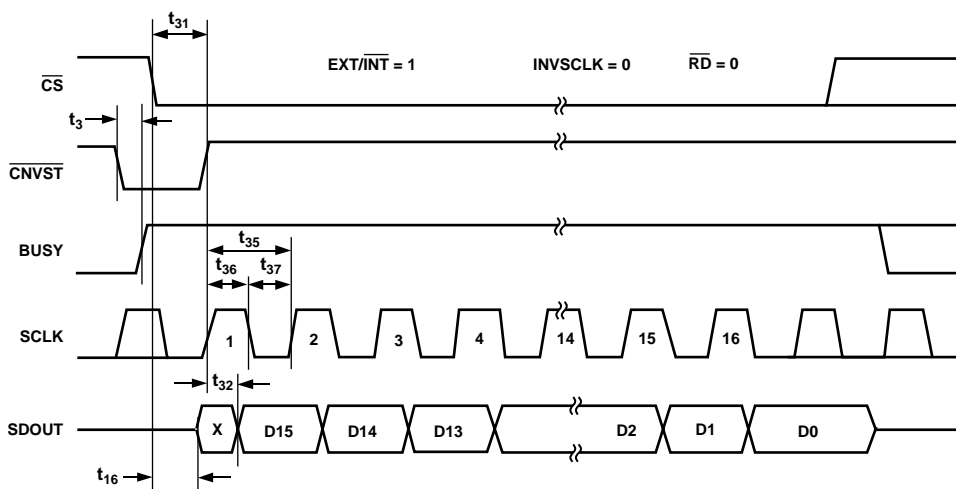 t31
EXT/INT = 1 INVSCLK = 0 RD = 0
CS
t3
CNVST
BUSY
t35
t36 t37
SCLK 1 2 3 4 14 15 16
t32
SDOUT X D15 D14 D13 D2 D1 D0
t16